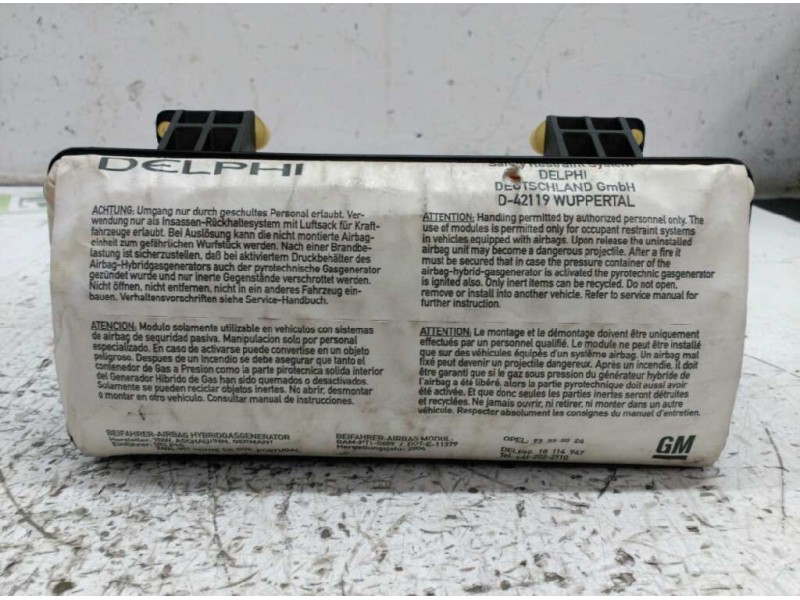 DELPHI
Safety Restraint System
DELPHI
DEUTSCHLAND GmbH
D-42119 WUPPERTAL
ACHTUNG: Umgang nur durch geschultes Personal erlaubt. Ver-
wendung nur als Insassen-Rückhaltesystem mit Luftsack für Kraft-
fahrzeuge erlaubt. Bei Auslösung kann die nicht montierte Airbag-
einheit zum gefährlichen Wurfstück werden. Nach einer Brandbe-
lastung ist sicherzustellen, daß bei aktiviertem Druckbehälter des
Airbag-Hybridgasgenerators auch der pyrotechnische Gasgenerator
gezündet wurde und nur inerte Gegenstände verschrottet werden.
Nicht öffnen, nicht entfernen, nicht in ein anderes Fahrzeug ein-
bauen. Verhaltensvorschriften siehe Service-Handbuch.
ATTENTION: Handling permitted by authorized personnel only. The
use of modules is permitted only for occupant restraint systems
in vehicles equipped with airbags. Upon release the uninstalled
airbag unit may become a dangerous projectile. After a fire it
must be secured that in case the pressure container of the
airbag-hybrid-gasgenerator is activated the pyrotechnic gasgenerator
is ignited also. Only inert items can be recycled. Do not open,
remove or install into another vehicle. Refer to service manual for
further instruction.
ATENCION: Modulo solamente utilizable en vehiculos con sistemas
de airbag de seguridad pasiva. Manipulacion solo por personal
especializado. En caso de activarse puede convertise en un objeto
peligroso. Despues de un incendio se debe asegurar que tanto el
contenedor de Gas a Presion como la parte pirotecnica solida interior
del Generador Hibrido de Gas han sido quemados o desactivados.
Solamente se puedan reciclar objetos inertes. No abrir, desmontar
o montar en otro vehiculo. Consultar manual de instrucciones.
ATTENTION: Le montage et le démontage doivent être uniquement
effectués par un personnel qualifié. Le module ne peut être installé
que sur des véhicules équipés d'un système airbag. Un airbag mal
fixé peut devenir un projectile dangereux. Après un incendie, il doit
être garanti que si le gaz sous pression du générateur hybride de
l'airbag a été libéré, alors la partie pyrotechnique doit aussi avoir
été activée. Et que donc seules les parties inertes seront détruites
et recyclées. Ne jamais ouvrir, ni retirer, ni monter dans un autre
véhicule. Respecter absolument les consignes du manuel d'entretien.
BEIFAHRER-AIRBAG HYBRIDGASGENERATOR
Hersteller: ASCHAU/INN, GERMANY
PORTUGAL
BEIFAHRER-AIRBAG MODUL
Herstellungsjahr: 2004
OPEL:
DELPHI: 16 114 947
GM